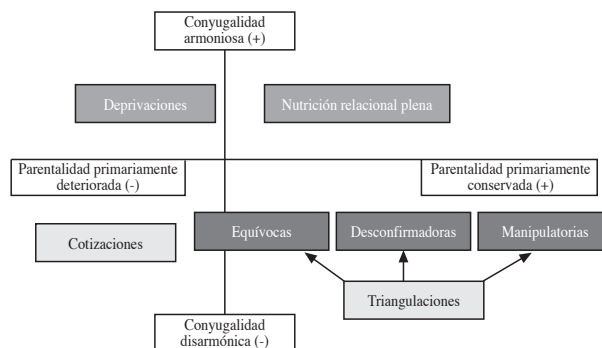 Conyugalidad
armoniosa (+)
Deprivaciones
Nutrición relacional plena
Parentalidad primariamente
deteriorada (-)
Parentalidad primariamente
conservada (+)
Cotizaciones
Equívocas
Desconfirmadoras
Manipulatorias
Triangulaciones
Conyugalidad
disarmónica (-)